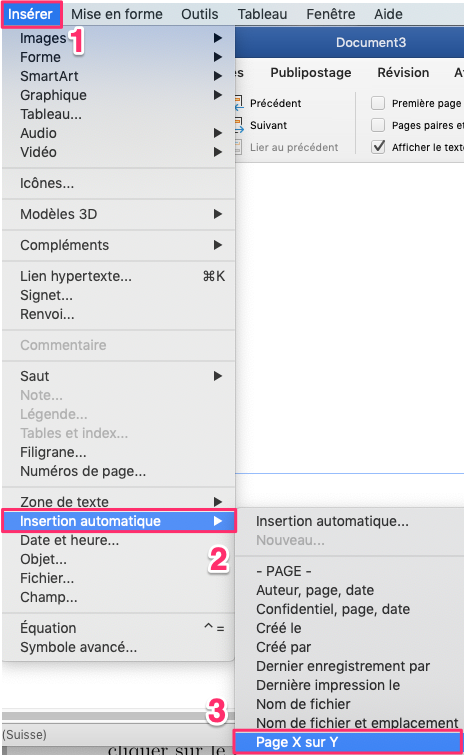 Insérer Mise en forme Outils Tableau Fenêtre Aide
1
Images
Forme
SmartArt
Graphique
Tableau...
Audio
Vidéo
Icônes...
Modèles 3D
Compléments
Lien hypertexte... ⌘K
Signet...
Renvoi...
Commentaire
Saut
Note...
Légende...
Tables et index...
Filigrane...
Numéros de page...
Zone de texte
Insertion automatique
2
Date et heure...
Objet...
Fichier...
Champ...
Équation ^ =
Symbole avancé...
Document3
Publipostage Révision
Précédent
Suivant
Lier au précédent
Première page
Pages paires et
Afficher le texte
Insertion automatique...
Nouveau...
- PAGE -
Auteur, page, date
Confidentiel, page, date
Créé le
Créé par
Dernier enregistrement par
Dernière impression le
Nom de fichier
Nom de fichier et emplacement
3
Page X sur Y
(Suisse)
cliquer sur le